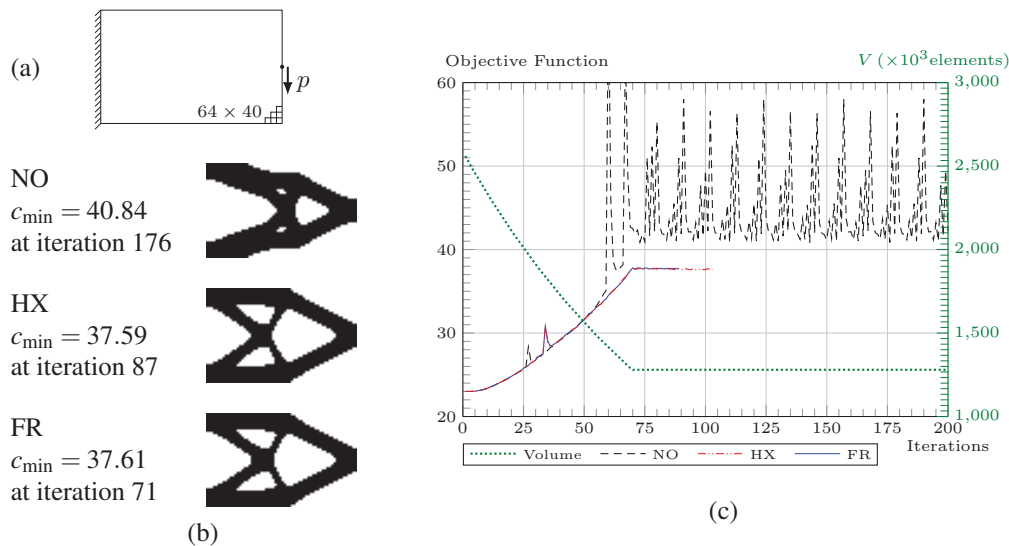 (a)
p
64 × 40
NO
c_min = 40.84
at iteration 176
HX
c_min = 37.59
at iteration 87
FR
c_min = 37.61
at iteration 71
(b)
Objective Function
V (×10³elements)
60
50
40
30
20
3,000
2,500
2,000
1,500
1,000
0 25 50 75 100 125 150 175 200
Iterations
Volume NO HX FR
(c)